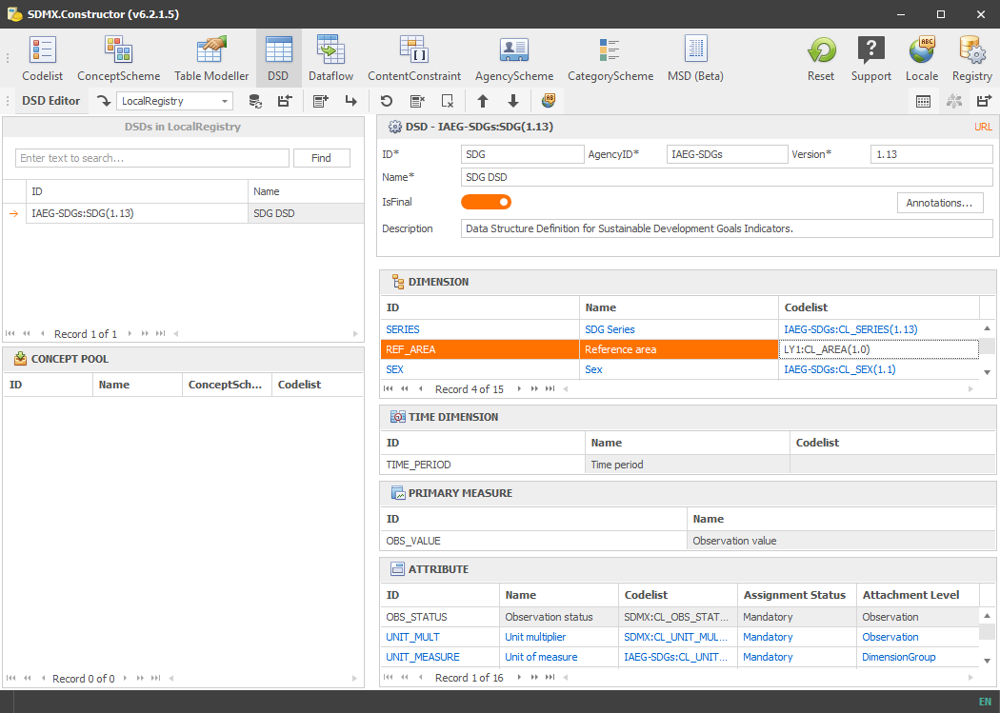 SDMX.Constructor (v6.2.1.5)
Codelist ConceptScheme Table Modeller DSD Dataflow ContentConstraint AgencyScheme CategoryScheme MSD (Beta) Reset Support Locale Registry
DSD Editor LocalRegistry
DSDs in LocalRegistry
Enter text to search... Find
ID Name
IAEG-SDGs:SDG(1.13) SDG DSD
Record 1 of 1
CONCEPT POOL
ID Name ConceptSch... Codelist
Record 0 of 0
DSD - IAEG-SDGs:SDG(1.13) URL
ID* SDG AgencyID* IAEG-SDGs Version* 1.13
Name* SDG DSD
IsFinal Annotations...
Description Data Structure Definition for Sustainable Development Goals Indicators.
DIMENSION
ID Name Codelist
SERIES SDG Series IAEG-SDGs:CL_SERIES(1.13)
REF_AREA Reference area LY1:CL_AREA(1.0)
SEX Sex IAEG-SDGs:CL_SEX(1.1)
Record 4 of 15
TIME DIMENSION
ID Name Codelist
TIME_PERIOD Time period
PRIMARY MEASURE
ID Name
OBS_VALUE Observation value
ATTRIBUTE
ID Name Codelist Assignment Status Attachment Level
OBS_STATUS Observation status SDMX:CL_OBS_STAT... Mandatory Observation
UNIT_MULT Unit multiplier SDMX:CL_UNIT_MUL... Mandatory Observation
UNIT_MEASURE Unit of measure IAEG-SDGs:CL_UNIT... Mandatory DimensionGroup
Record 1 of 16
EN